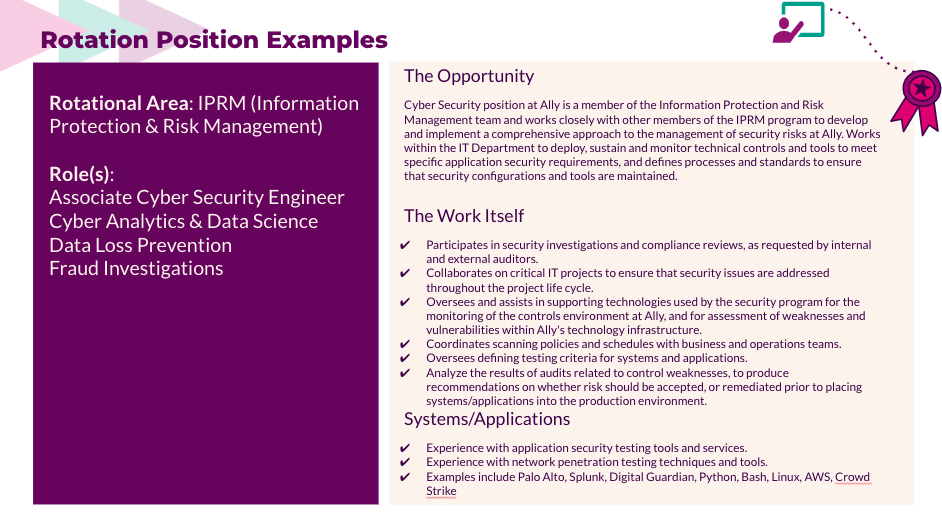 Rotation Position Examples
Rotational Area: IPRM (Information
Protection & Risk Management)
Role(s):
Associate Cyber Security Engineer
Cyber Analytics & Data Science
Data Loss Prevention
Fraud Investigations
The Opportunity
Cyber Security position at Ally is a member of the Information Protection and Risk
Management team and works closely with other members of the IPRM program to develop
and implement a comprehensive approach to the management of security risks at Ally. Works
within the IT Department to deploy, sustain and monitor technical controls and tools to meet
specific application security requirements, and defines processes and standards to ensure
that security configurations and tools are maintained.
The Work Itself
✔ Participates in security investigations and compliance reviews, as requested by internal
and external auditors.
✔ Collaborates on critical IT projects to ensure that security issues are addressed
throughout the project life cycle.
✔ Oversees and assists in supporting technologies used by the security program for the
monitoring of the controls environment at Ally, and for assessment of weaknesses and
vulnerabilities within Ally's technology infrastructure.
✔ Coordinates scanning policies and schedules with business and operations teams.
✔ Oversees defining testing criteria for systems and applications.
✔ Analyze the results of audits related to control weaknesses, to produce
recommendations on whether risk should be accepted, or remediated prior to placing
systems/applications into the production environment.
Systems/Applications
✔ Experience with application security testing tools and services.
✔ Experience with network penetration testing techniques and tools.
✔ Examples include Palo Alto, Splunk, Digital Guardian, Python, Bash, Linux, AWS, Crowd
Strike